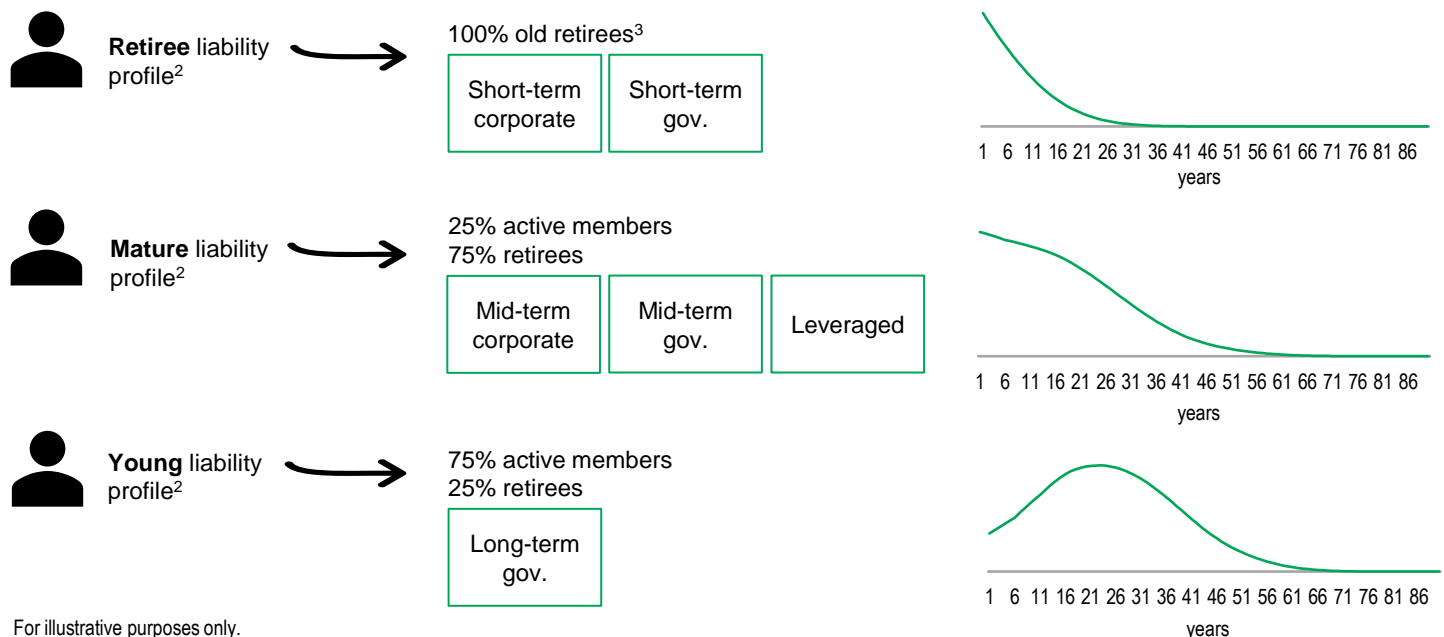 Retiree liability
profile²
100% old retirees³
Short-term
corporate
Short-term
gov.
1 6 11 16 21 26 31 36 41 46 51 56 61 66 71 76 81 86
years
Mature liability
profile²
25% active members
75% retirees
Mid-term
corporate
Mid-term
gov.
Leveraged
1 6 11 16 21 26 31 36 41 46 51 56 61 66 71 76 81 86
years
Young liability
profile²
75% active members
25% retirees
Long-term
gov.
1 6 11 16 21 26 31 36 41 46 51 56 61 66 71 76 81 86
years
For illustrative purposes only.